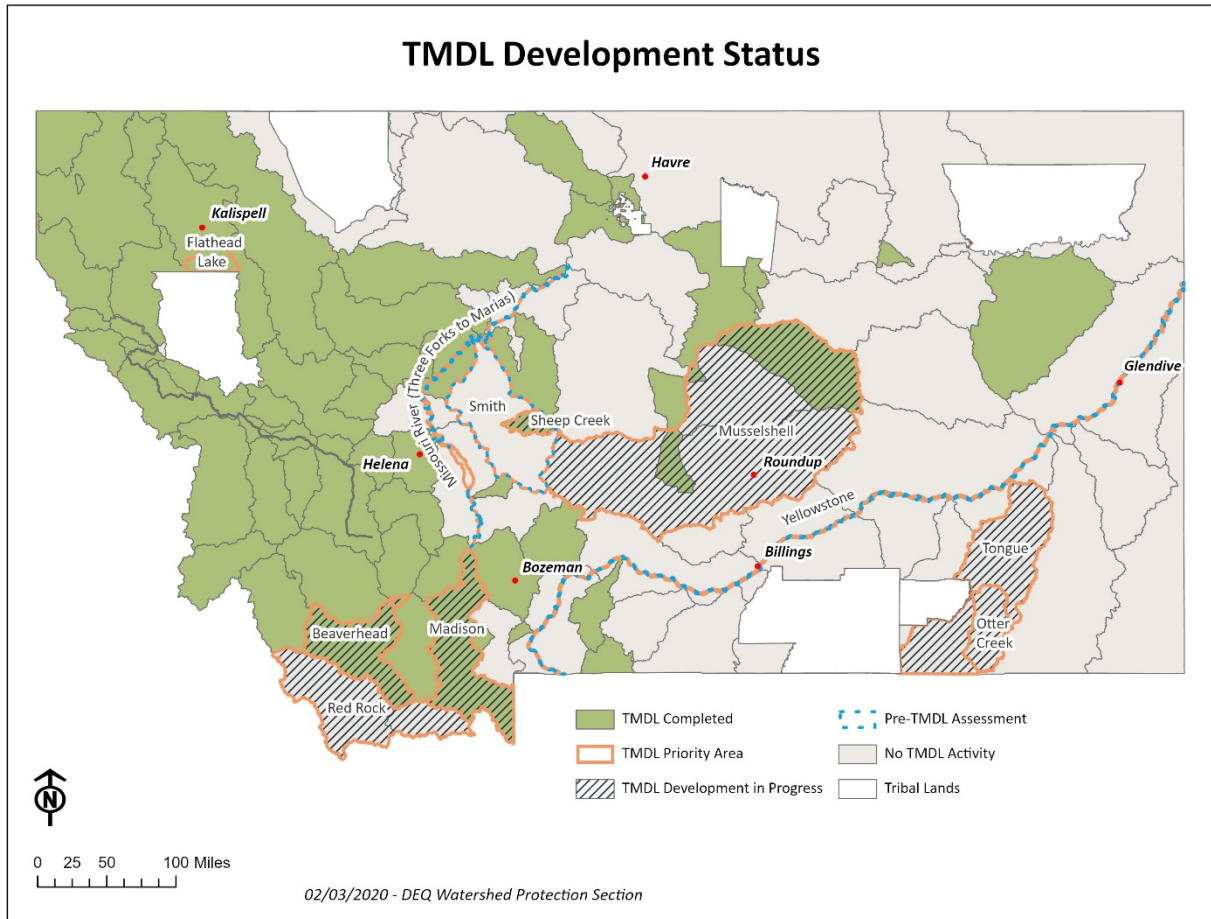 TMDL Development Status
Havre
Kalispell
Flathead
Lake
Missouri River (Three Forks to Marias)
Glendive
Smith
Sheep Creek
Musselshell
Helena
Roundup
Yellowstone
Billings
Bozeman
Tongue
Otter
Creek
Beaverhead
Madison
Red Rock
TMDL Completed
TMDL Priority Area
TMDL Development in Progress
Pre-TMDL Assessment
No TMDL Activity
Tribal Lands
N
0 25 50 100 Miles
02/03/2020 - DEQ Watershed Protection Section